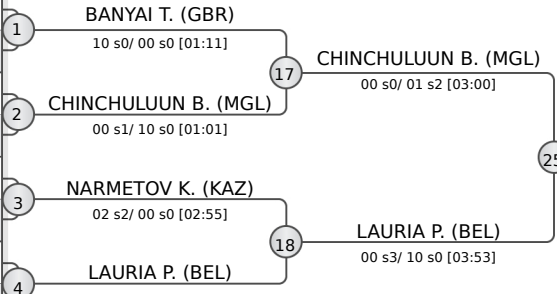 BANYAI T. (GBR)
1
10 s0/ 00 s0 [01:11]
17
CHINCHULUUN B. (MGL)
00 s0/ 01 s2 [03:00]
2
CHINCHULUUN B. (MGL)
00 s1/ 10 s0 [01:01]
25
NARMETOV K. (KAZ)
3
02 s2/ 00 s0 [02:55]
18
LAURIA P. (BEL)
00 s3/ 10 s0 [03:53]
4
LAURIA P. (BEL)